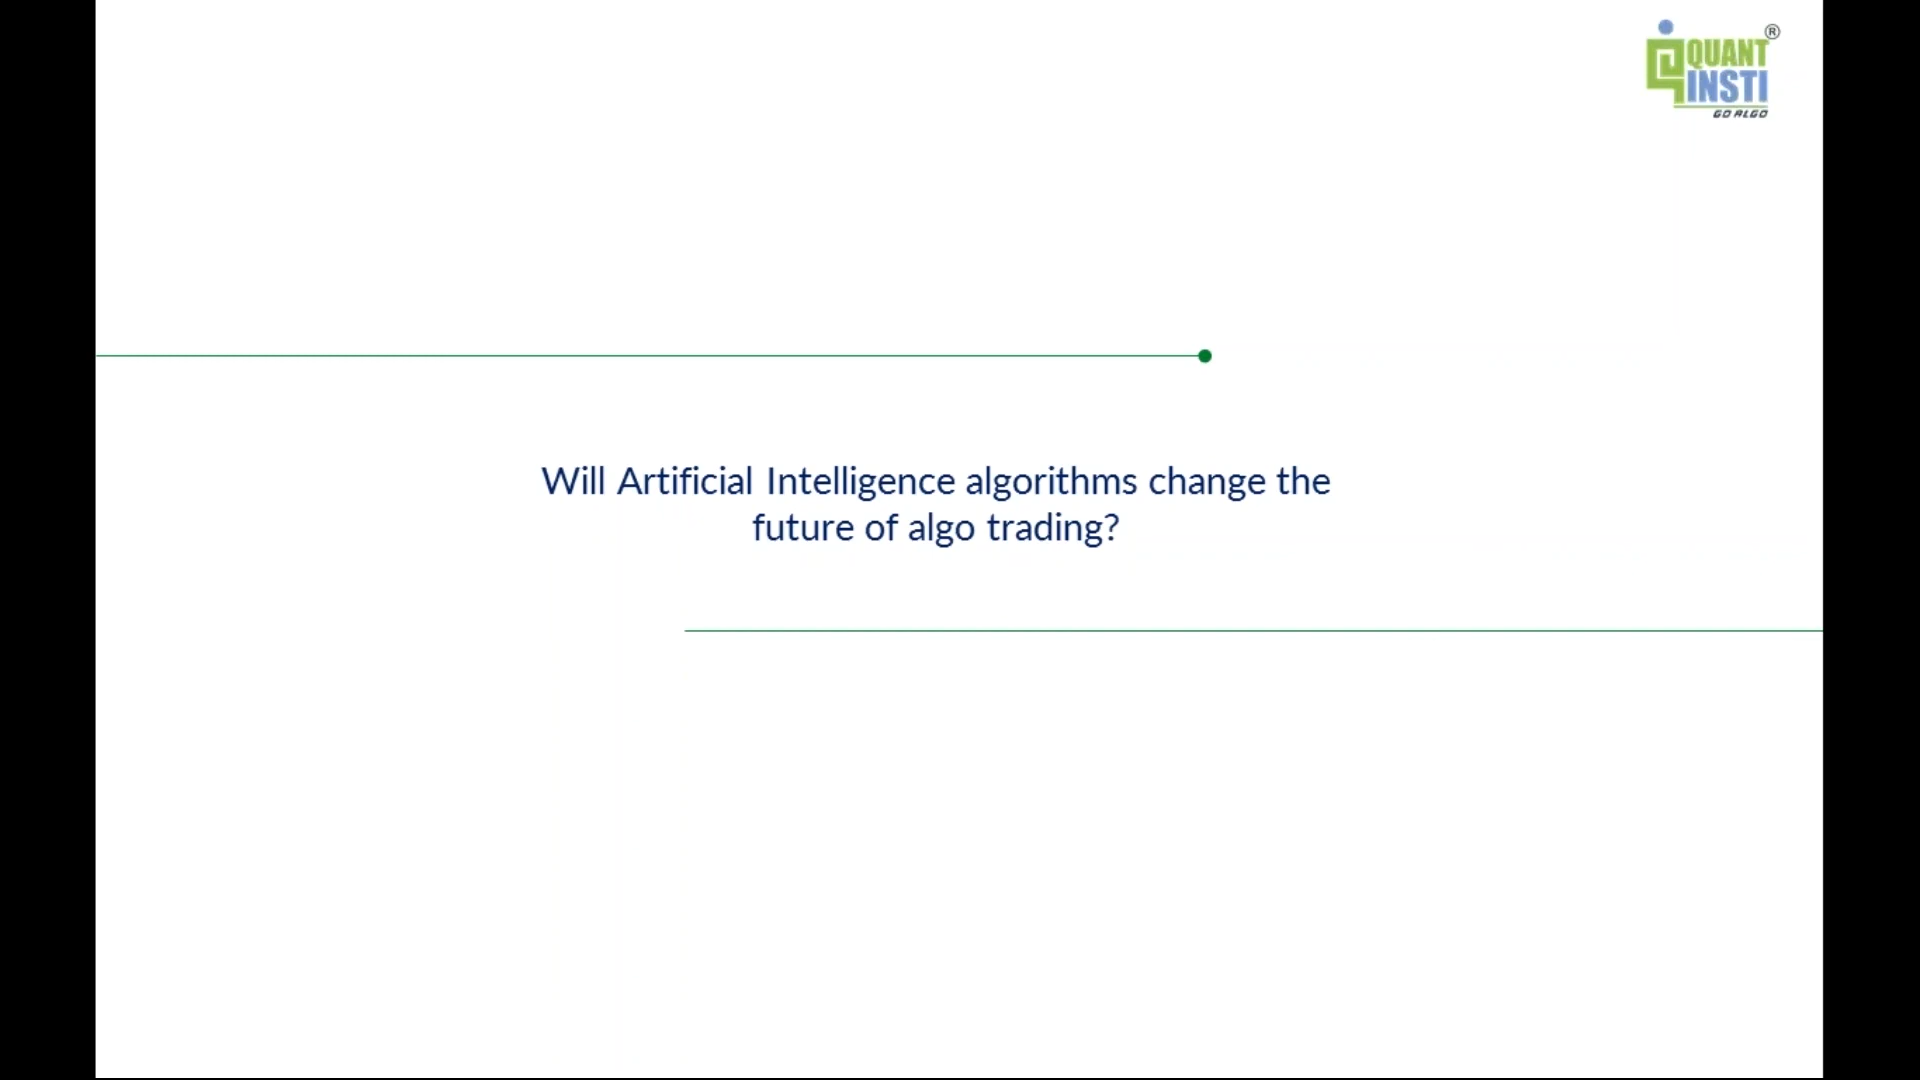 QUANT
INSTI
GO ALGO
®
Will Artificial Intelligence algorithms change the
future of algo trading?